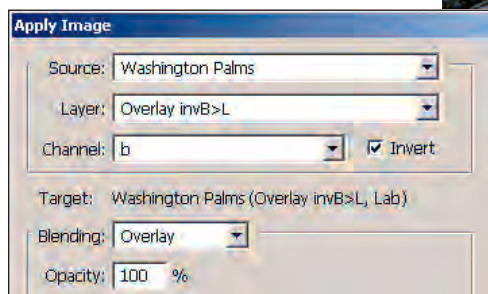 Apply Image
Source: Washington Palms
Layer: Overlay invB>L
Channel: b Invert
Target: Washington Palms (Overlay invB>L, Lab)
Blending: Overlay
Opacity: 100 %